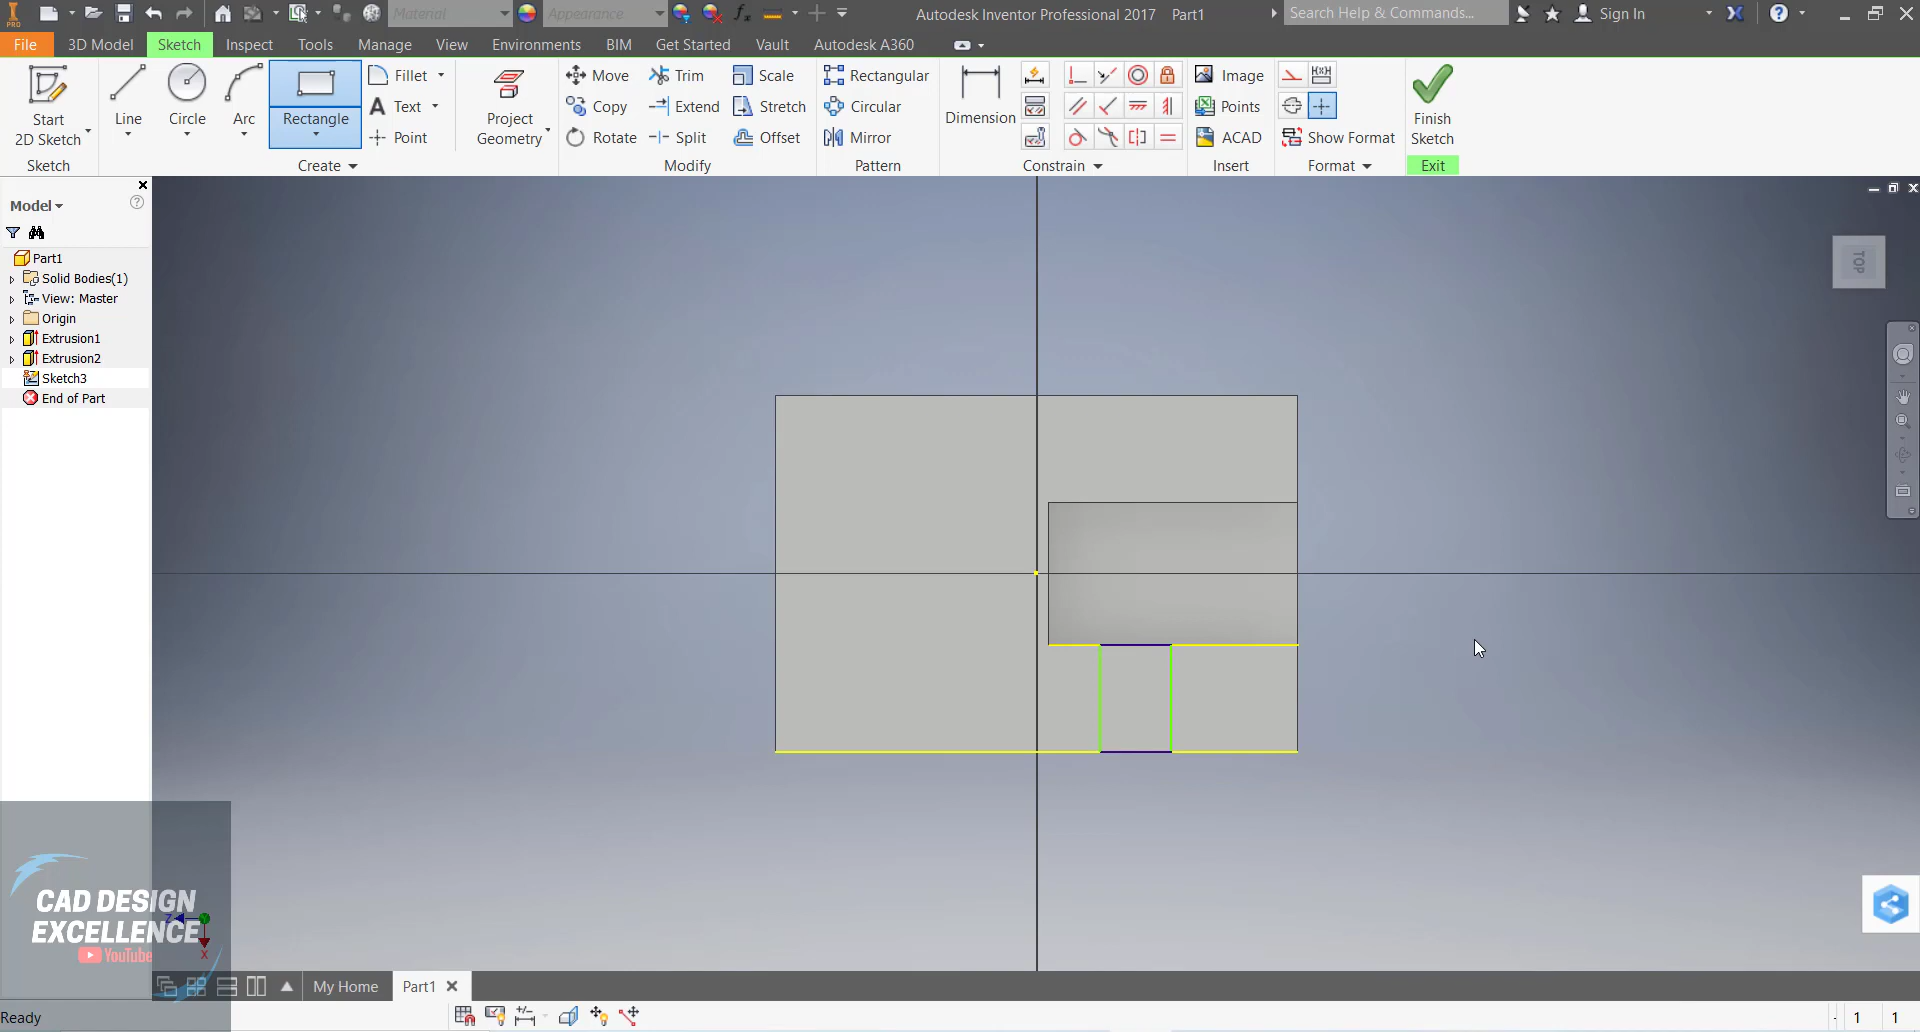 PRO
Material
Appearance
Autodesk Inventor Professional 2017 Part1
Search Help & Commands...
Sign In
File
3D Model
Sketch
Inspect
Tools
Manage
View
Environments
BIM
Get Started
Vault
Autodesk A360
Start
2D Sketch
Line
Circle
Arc
Rectangle
Fillet
Text
Point
Project
Geometry
Move
Copy
Rotate
Trim
Extend
Split
Scale
Stretch
Offset
Rectangular
Circular
Mirror
Dimension
Image
Points
ACAD
Show Format
Finish
Sketch
Sketch
Create
Modify
Pattern
Constrain
Insert
Format
Exit
Model
Part1
Solid Bodies(1)
View: Master
Origin
Extrusion1
Extrusion2
Sketch3
End of Part
TOP
CAD DESIGN
EXCELLENCE
YouTube
Z
X
My Home
Part1
Ready
1
1